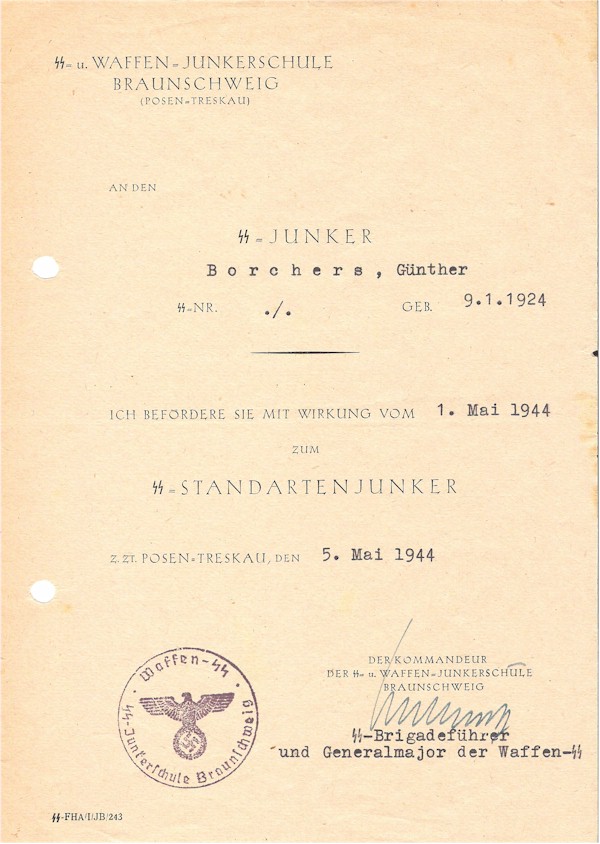 ᛋᛋ= u. WAFFEN=JUNKERSCHULE
BRAUNSCHWEIG
(POSEN=TRESKAU)
AN DEN
ᛋᛋ=JUNKER
Borchers, Günther
ᛋᛋ=NR. ./. GEB. 9.1.1924
ICH BEFÖRDERE SIE MIT WIRKUNG VOM 1. Mai 1944
ZUM
ᛋᛋ=STANDARTENJUNKER
Z. ZT. POSEN=TRESKAU, DEN 5. Mai 1944
DER KOMMANDEUR
DER ᛋᛋ= u. WAFFEN=JUNKERSCHULE
BRAUNSCHWEIG
ᛋᛋ-Brigadeführer
und Generalmajor der Waffen-ᛋᛋ
Waffen-ᛋᛋ
ᛋᛋ-Junkerschule Braunschweig
ᛋᛋ-FHA/I/JB/243